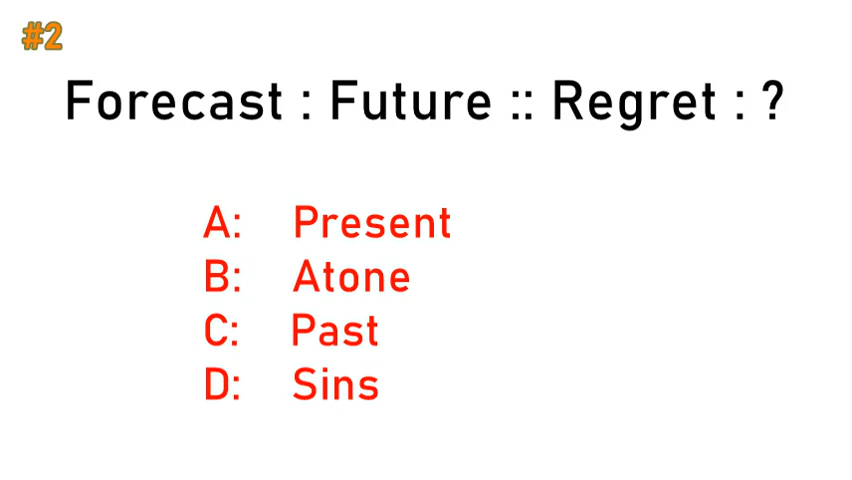 #2
Forecast : Future :: Regret : ?
A: Present
B: Atone
C: Past
D: Sins